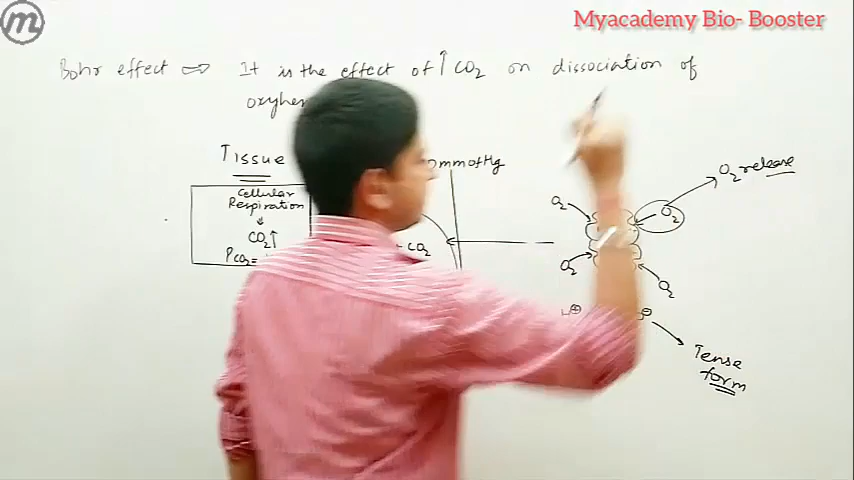 m
Myacademy Bio- Booster
Bohr effect ⇒ It is the effect of ↑CO₂ on dissociation of
Tissue
mmofHg
Cellular
Respiration
↓
CO₂↑
PCO₂=
CO₂
O₂
O₂
O₂
O₂
O₂ release
⊕
⊕
Tense
form